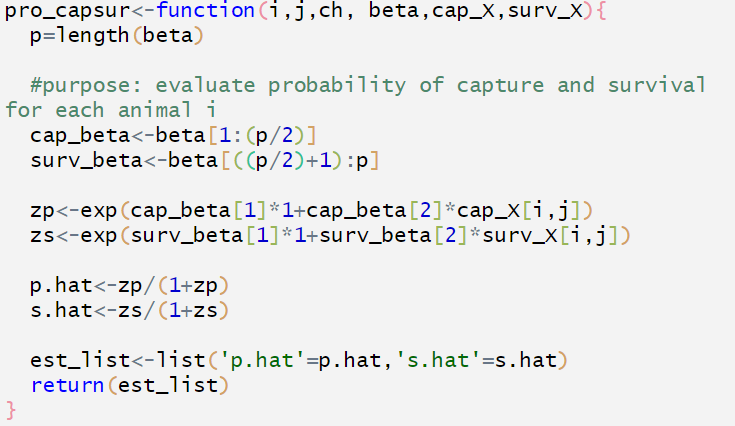 pro_capsur<-function(i,j,ch, beta,cap_X,surv_X){
  p=length(beta)
  #purpose: evaluate probability of capture and survival
for each animal i
  cap_beta<-beta[1:(p/2)]
  surv_beta<-beta[((p/2)+1):p]
  zp<-exp(cap_beta[1]*1+cap_beta[2]*cap_X[i,j])
  zs<-exp(surv_beta[1]*1+surv_beta[2]*surv_X[i,j])
  p.hat<-zp/(1+zp)
  s.hat<-zs/(1+zs)
  est_list<-list('p.hat'=p.hat,'s.hat'=s.hat)
  return(est_list)
}